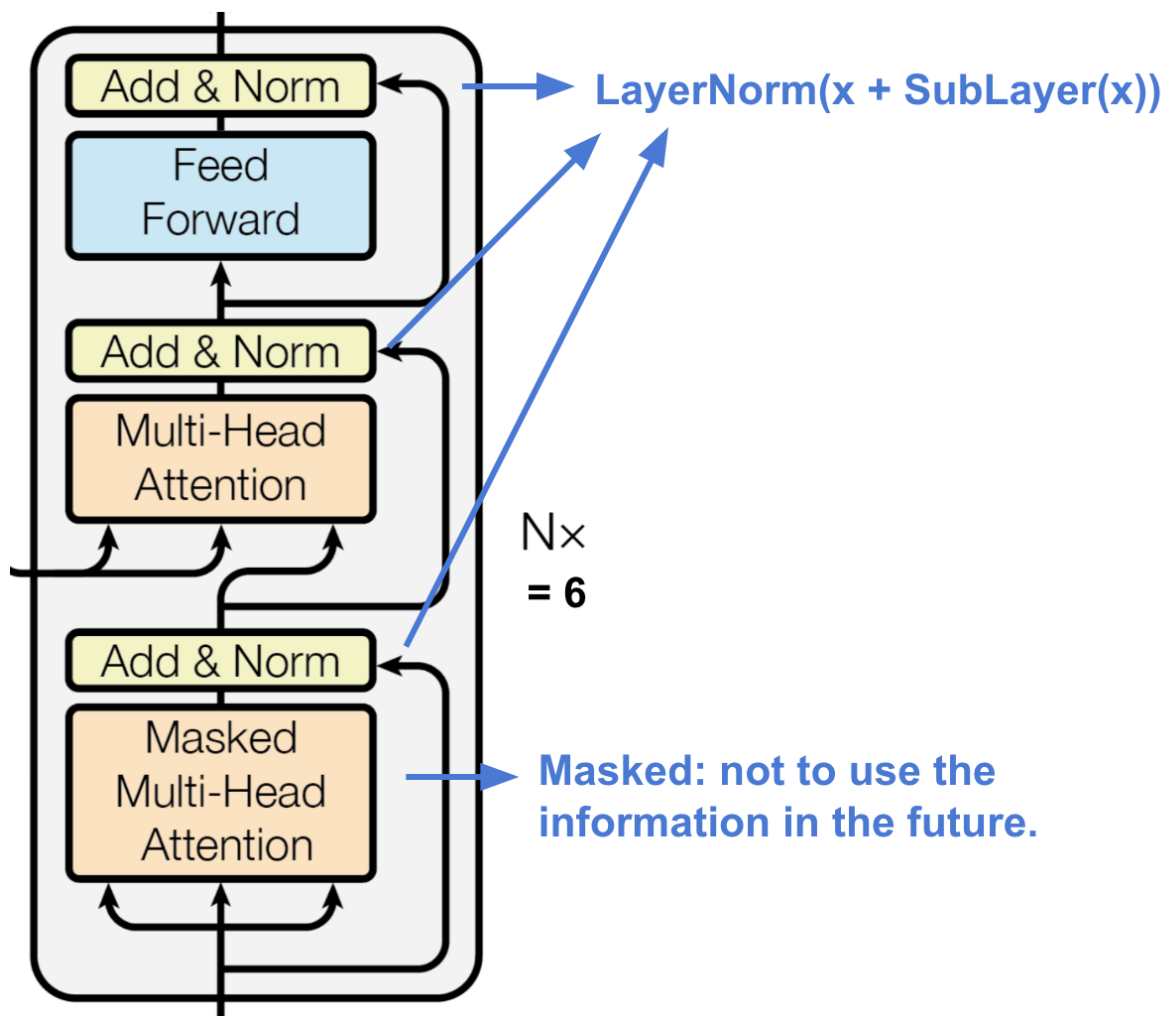 Add & Norm
LayerNorm(x + SubLayer(x))
Feed
Forward
Add & Norm
Multi-Head
Attention
N×
= 6
Add & Norm
Masked
Multi-Head
Attention
Masked: not to use the
information in the future.